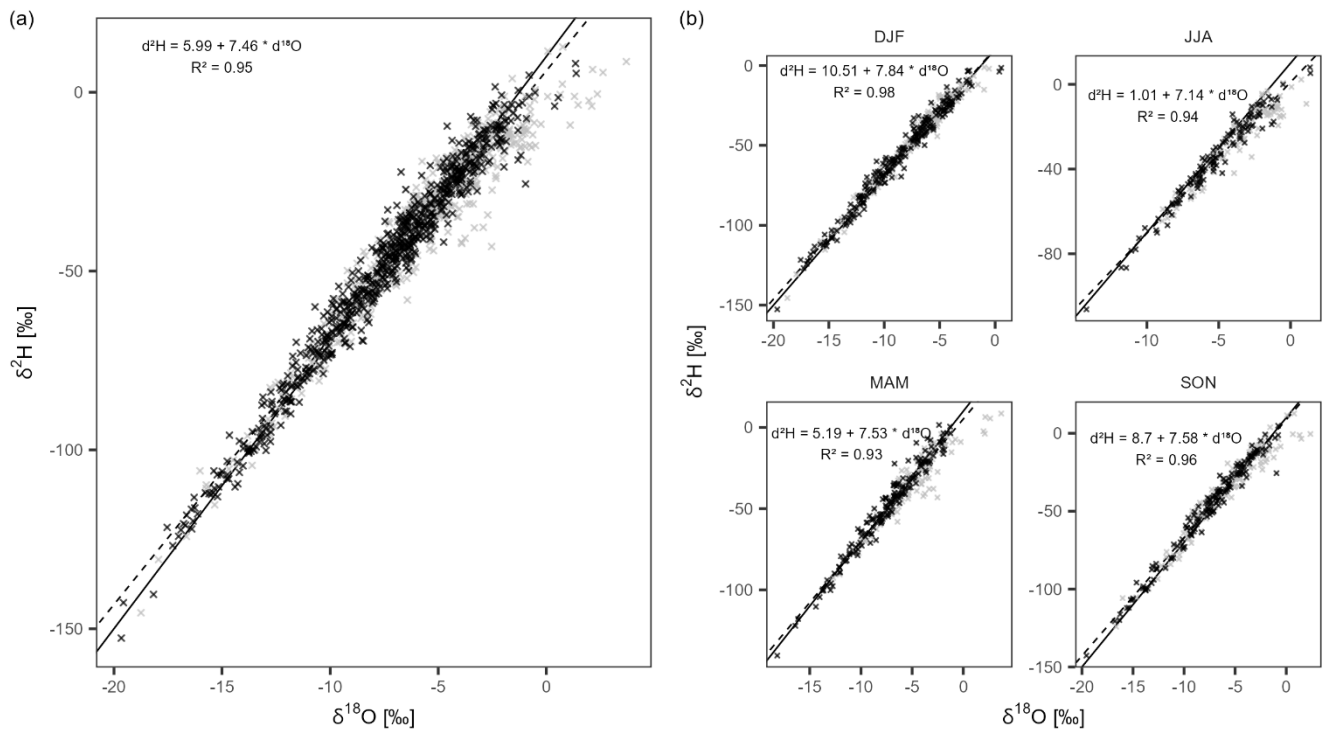 (a)
d²H = 5.99 + 7.46 * d¹⁸O
R² = 0.95
0
-50
-100
-150
δ²H [‰]
-20 -15 -10 -5 0
δ¹⁸O [‰]
(b)
DJF
d²H = 10.51 + 7.84 * d¹⁸O
R² = 0.98
0
-50
-100
-150
-20 -15 -10 -5 0
JJA
d²H = 1.01 + 7.14 * d¹⁸O
R² = 0.94
0
-40
-80
-10 -5 0
δ²H [‰]
MAM
d²H = 5.19 + 7.53 * d¹⁸O
R² = 0.93
0
-50
-100
-15 -10 -5 0
SON
d²H = 8.7 + 7.58 * d¹⁸O
R² = 0.96
0
-50
-100
-150
-20 -15 -10 -5 0
δ¹⁸O [‰]